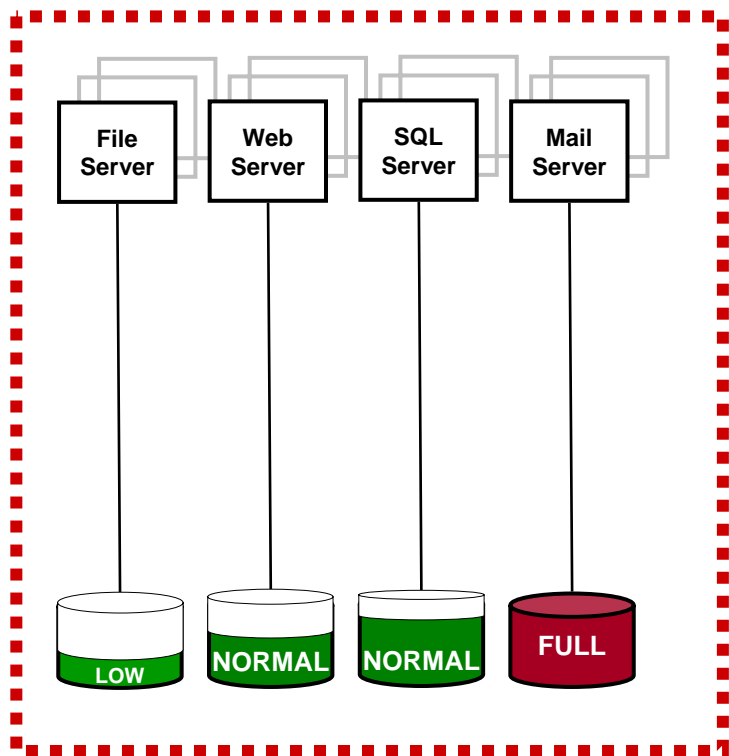 File
Server
Web
Server
SQL
Server
Mail
Server
LOW
NORMAL
NORMAL
FULL